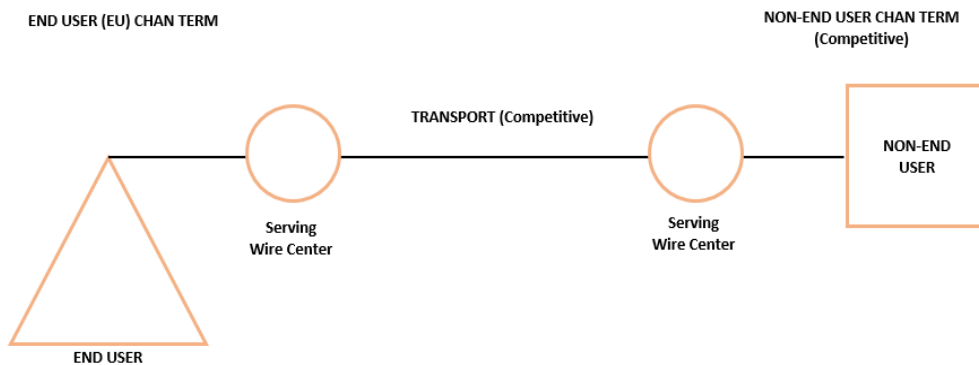 END USER (EU) CHAN TERM
NON-END USER CHAN TERM
(Competitive)
TRANSPORT (Competitive)
NON-END
USER
Serving
Wire Center
Serving
Wire Center
END USER